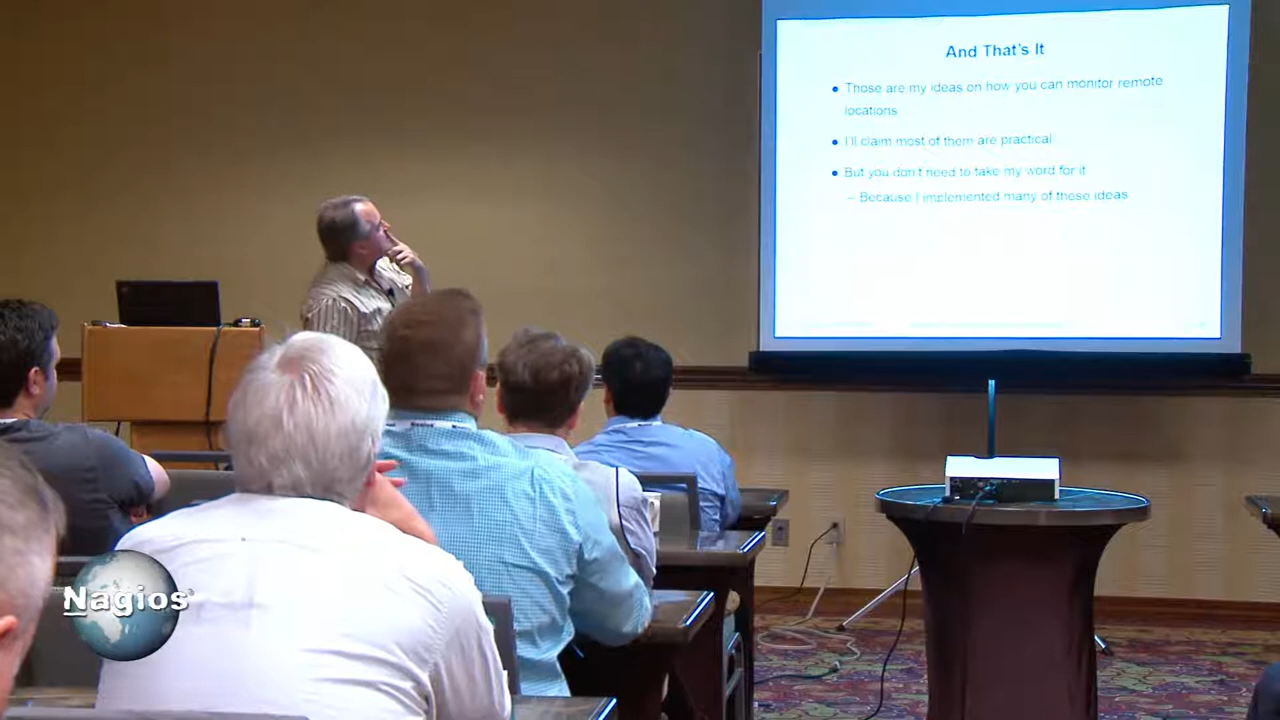 And That's It
• Those are my ideas on how you can monitor remote
locations
• I'll claim most of them are practical
• But you don't need to take my word for it
– Because I implemented many of these ideas
Nagios®